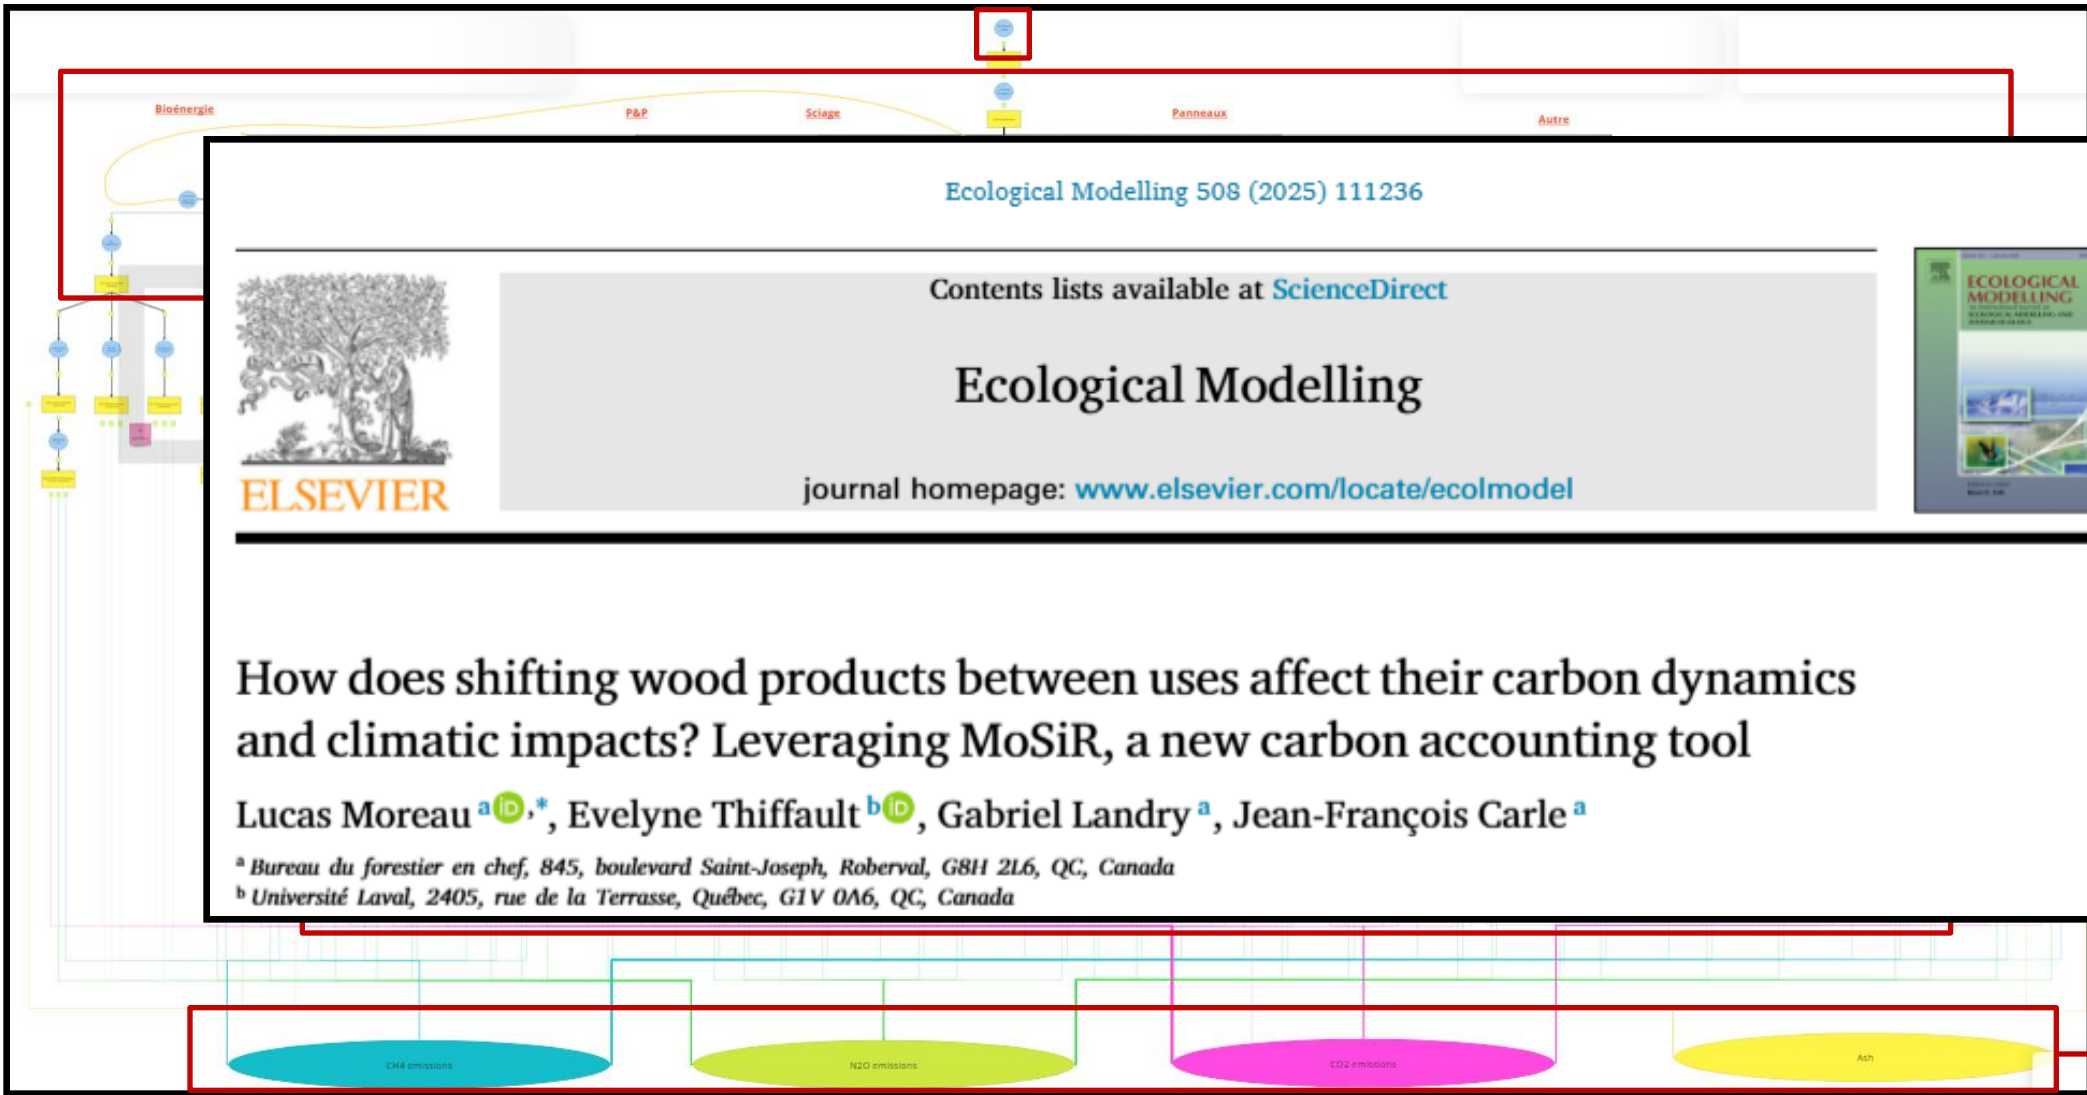 Bioénergie
P&P
Sciage
Panneaux
Autre
Ecological Modelling 508 (2025) 111236
Contents lists available at ScienceDirect
Ecological Modelling
journal homepage: www.elsevier.com/locate/ecolmodel
ELSEVIER
ECOLOGICAL
MODELLING
How does shifting wood products between uses affect their carbon dynamics
and climatic impacts? Leveraging MoSiR, a new carbon accounting tool
Lucas Moreau a iD ,*, Evelyne Thiffault b iD , Gabriel Landry a, Jean-François Carle a
a Bureau du forestier en chef, 845, boulevard Saint-Joseph, Roberval, G8H 2L6, QC, Canada
b Université Laval, 2405, rue de la Terrasse, Québec, G1V 0A6, QC, Canada
CH4 emissions
N2O emissions
CO2 emissions
Ash